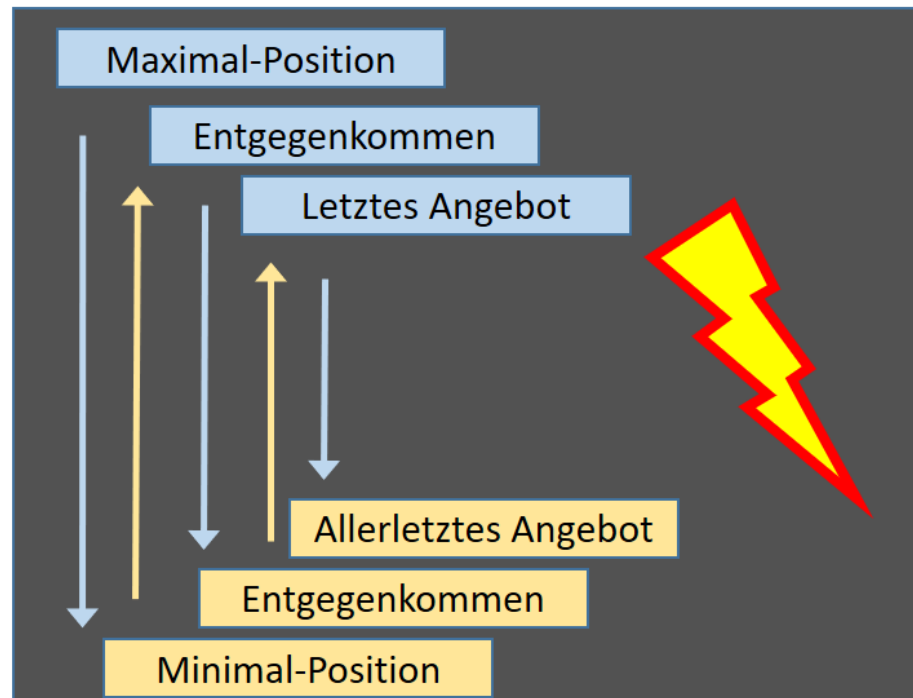 Maximal-Position
Entgegenkommen
Letztes Angebot
Allerletztes Angebot
Entgegenkommen
Minimal-Position